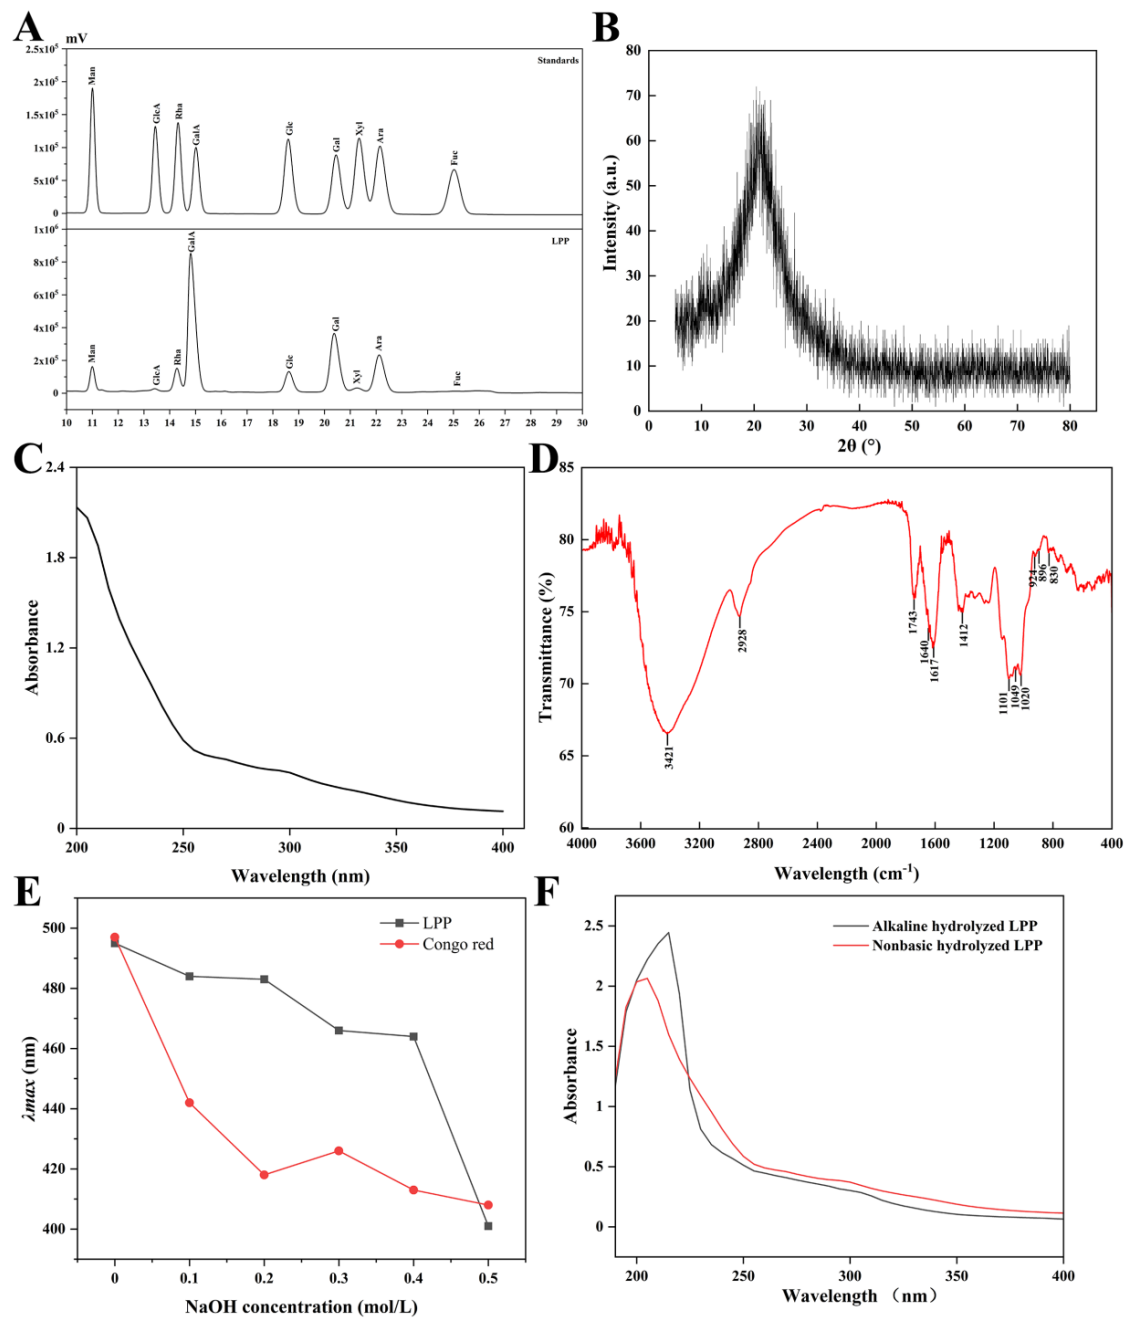 A
mV
2.5x10⁵
2x10⁵
1.5x10⁵
1x10⁵
5x10⁴
0
Standards
Man
GlcA
Rha
GalA
Glc
Gal
Xyl
Ara
Fuc
1x10⁶
8x10⁵
6x10⁵
4x10⁵
2x10⁵
0
LPP
Man
GlcA
Rha
GalA
Glc
Gal
Xyl
Ara
Fuc
10 11 12 13 14 15 16 17 18 19 20 21 22 23 24 25 26 27 28 29 30
B
80
70
60
50
40
30
20
10
0
Intensity (a.u.)
0 10 20 30 40 50 60 70 80
2θ (°)
C
2.4
1.8
1.2
0.6
0
Absorbance
200 250 300 350 400
Wavelength (nm)
D
85
80
75
70
65
60
Transmittance (%)
3421
2928
1743
1640
1617
1412
1101
1049
1020
924
896
830
4000 3600 3200 2800 2400 2000 1600 1200 800 400
Wavelength (cm⁻¹)
E
500
480
460
440
420
400
λmax (nm)
LPP
Congo red
0 0.1 0.2 0.3 0.4 0.5
NaOH concentration (mol/L)
F
2.5
2
1.5
1
0.5
0
Absorbance
Alkaline hydrolyzed LPP
Nonbasic hydrolyzed LPP
200 250 300 350 400
Wavelength （nm）